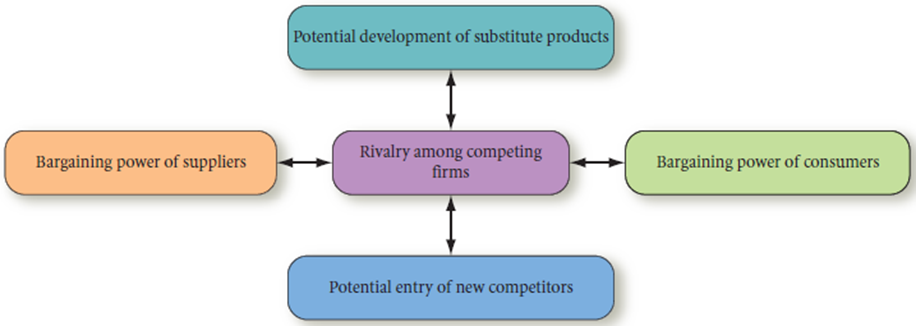 Potential development of substitute products
Bargaining power of suppliers
Rivalry among competing
firms
Bargaining power of consumers
Potential entry of new competitors